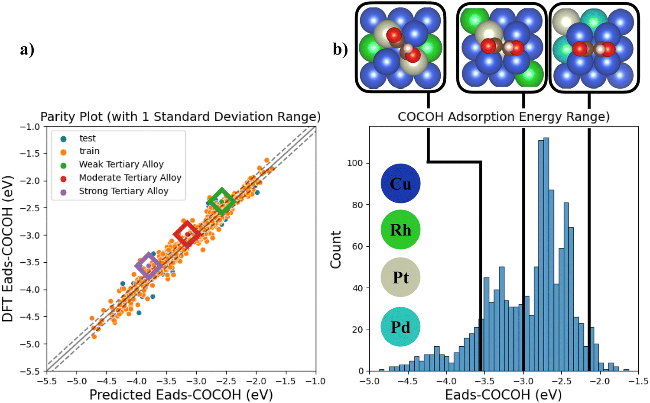 a)
b)
Parity Plot (with 1 Standard Deviation Range)
test
train
Weak Tertiary Alloy
Moderate Tertiary Alloy
Strong Tertiary Alloy
DFT Eads-COCOH (eV)
-1.0
-1.5
-2.0
-2.5
-3.0
-3.5
-4.0
-4.5
-5.0
-5.5
-5.5 -5.0 -4.5 -4.0 -3.5 -3.0 -2.5 -2.0 -1.5 -1.0
Predicted Eads-COCOH (eV)
COCOH Adsorption Energy Range)
Cu
Rh
Pt
Pd
Count
100
80
60
40
20
0
-5.0 -4.5 -4.0 -3.5 -3.0 -2.5 -2.0 -1.5
Eads-COCOH (eV)